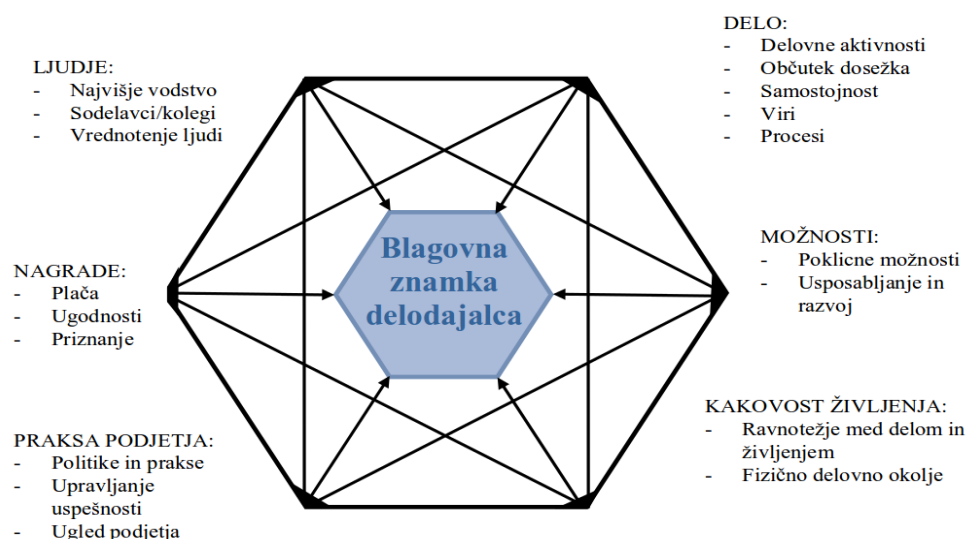 LJUDJE:
- Najvišje vodstvo
- Sodelavci/kolegi
- Vrednotenje ljudi
DELO:
- Delovne aktivnosti
- Občutek dosežka
- Samostojnost
- Viri
- Procesi
NAGRADE:
- Plača
- Ugodnosti
- Priznanje
Blagovna
znamka
delodajalca
MOŽNOSTI:
- Poklicne možnosti
- Usposabljanje in
razvoj
PRAKSA PODJETJA:
- Politike in prakse
- Upravljanje
uspešnosti
- Ugled podjetja
KAKOVOST ŽIVLJENJA:
- Ravnotežje med delom in
življenjem
- Fizično delovno okolje